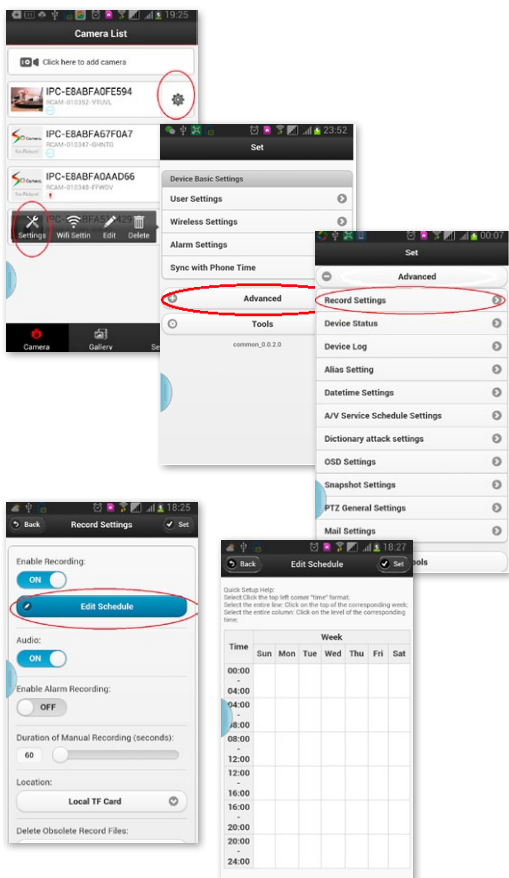 19:25
Camera List
Click here to add camera
IPC-E8ABFA0FE594
RCAM-010352-VTUVL
IPC-E8ABFA67F0A7
RCAM-010347-GHNTG
IPC-E8ABFA0AAD66
RCAM-010348-FFWDV
Settings
Wifi Settin
Edit
Delete
Camera
Gallery
Se
23:52
Set
Device Basic Settings
User Settings
Wireless Settings
Alarm Settings
Sync with Phone Time
Advanced
Tools
common_0.0.2.0
00:07
Set
Advanced
Record Settings
Device Status
Device Log
Alias Setting
Datetime Settings
A/V Service Schedule Settings
Dictionary attack settings
OSD Settings
Snapshot Settings
PTZ General Settings
Mail Settings
ools
18:25
Back
Record Settings
Set
Enable Recording:
ON
Edit Schedule
Audio:
ON
Enable Alarm Recording:
OFF
Duration of Manual Recording (seconds):
60
Location:
Local TF Card
Delete Obsolete Record Files:
18:27
Back
Edit Schedule
Set
Quick Setup Help:
Select Click the top left corner "time" format;
Select the entire line: Click on the top of the corresponding week;
Select the entire column: Click on the level of the corresponding
time;
Week
Time Sun Mon Tue Wed Thu Fri Sat
00:00
-
04:00
04:00
-
08:00
08:00
-
12:00
12:00
-
16:00
16:00
-
20:00
20:00
-
24:00